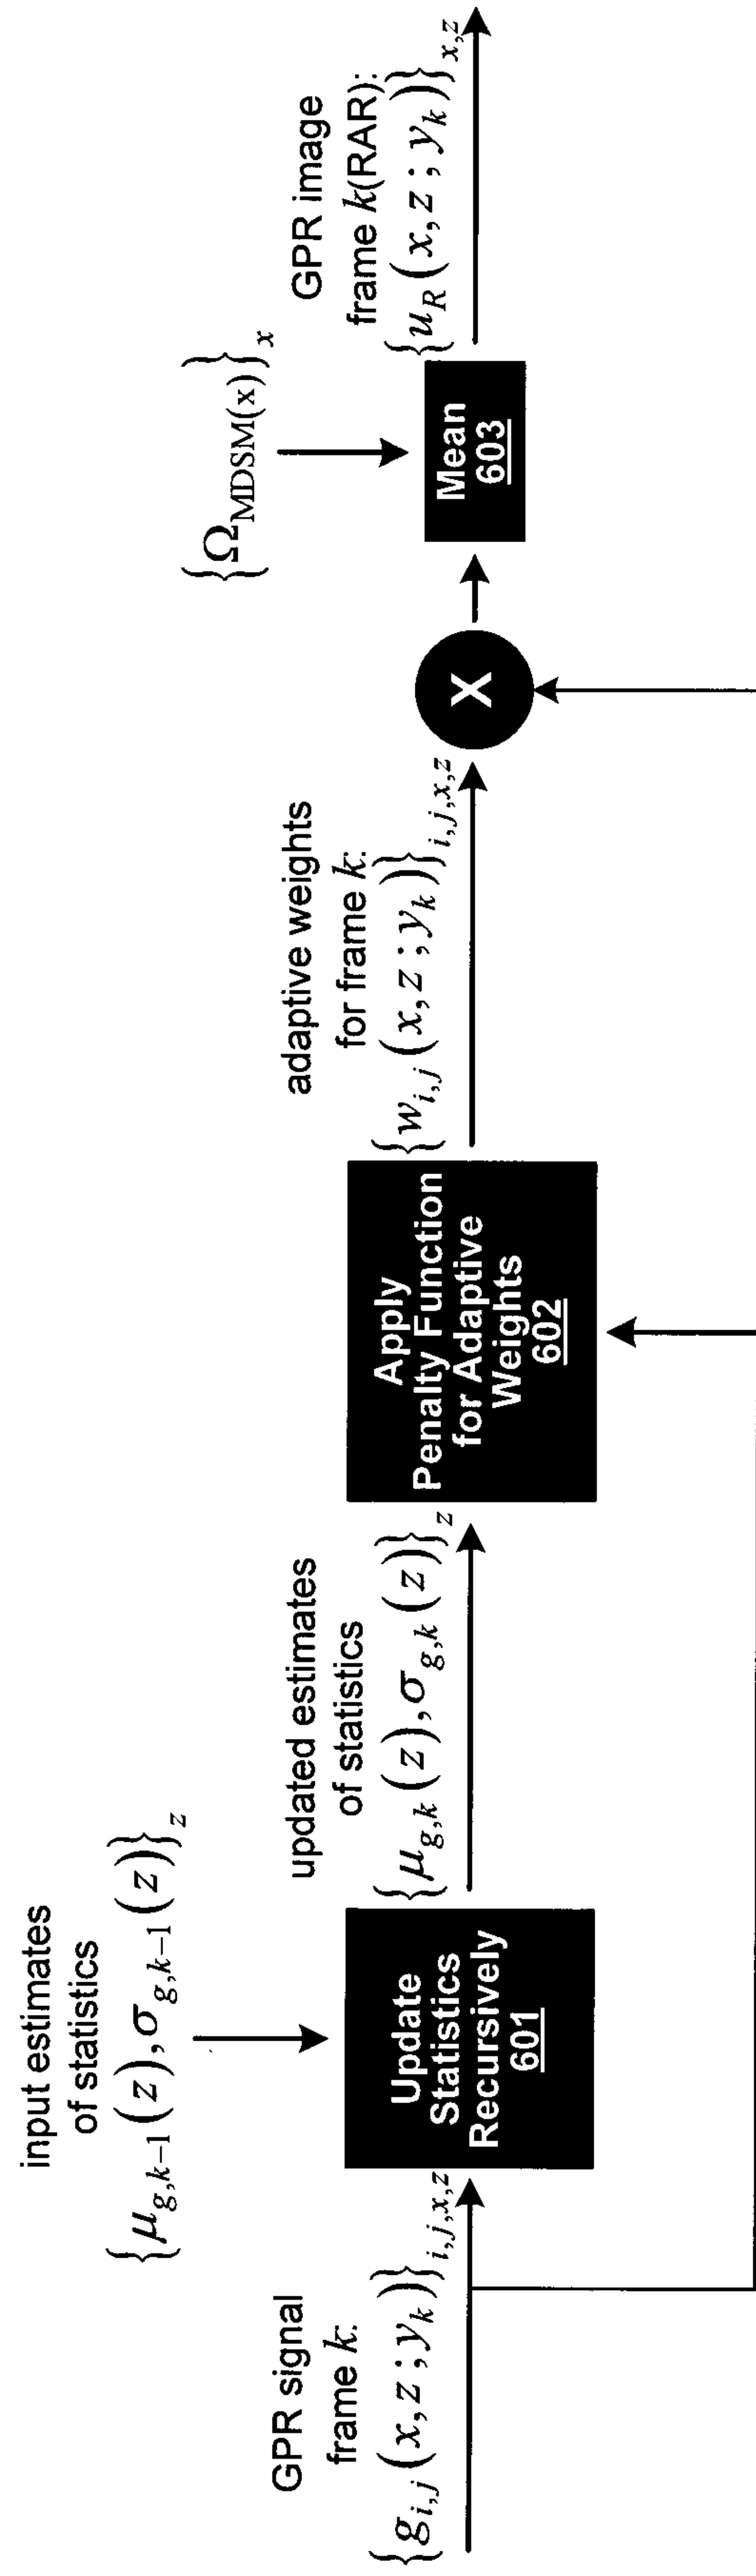 GPR signal
frame k:
{g_{i,j}(x,z;y_k)}_{i,j,x,z}
input estimates
of statistics
{μ_{g,k−1}(z),σ_{g,k−1}(z)}_z
Update
Statistics
Recursively
601
updated estimates
of statistics
{μ_{g,k}(z),σ_{g,k}(z)}_z
Apply
Penalty Function
for Adaptive
Weights
602
adaptive weights
for frame k:
{w_{i,j}(x,z;y_k)}_{i,j,x,z}
X
{Ω_{MDSM(x)}}_x
Mean
603
GPR image
frame k(RAR):
{u_R(x,z;y_k)}_{x,z}